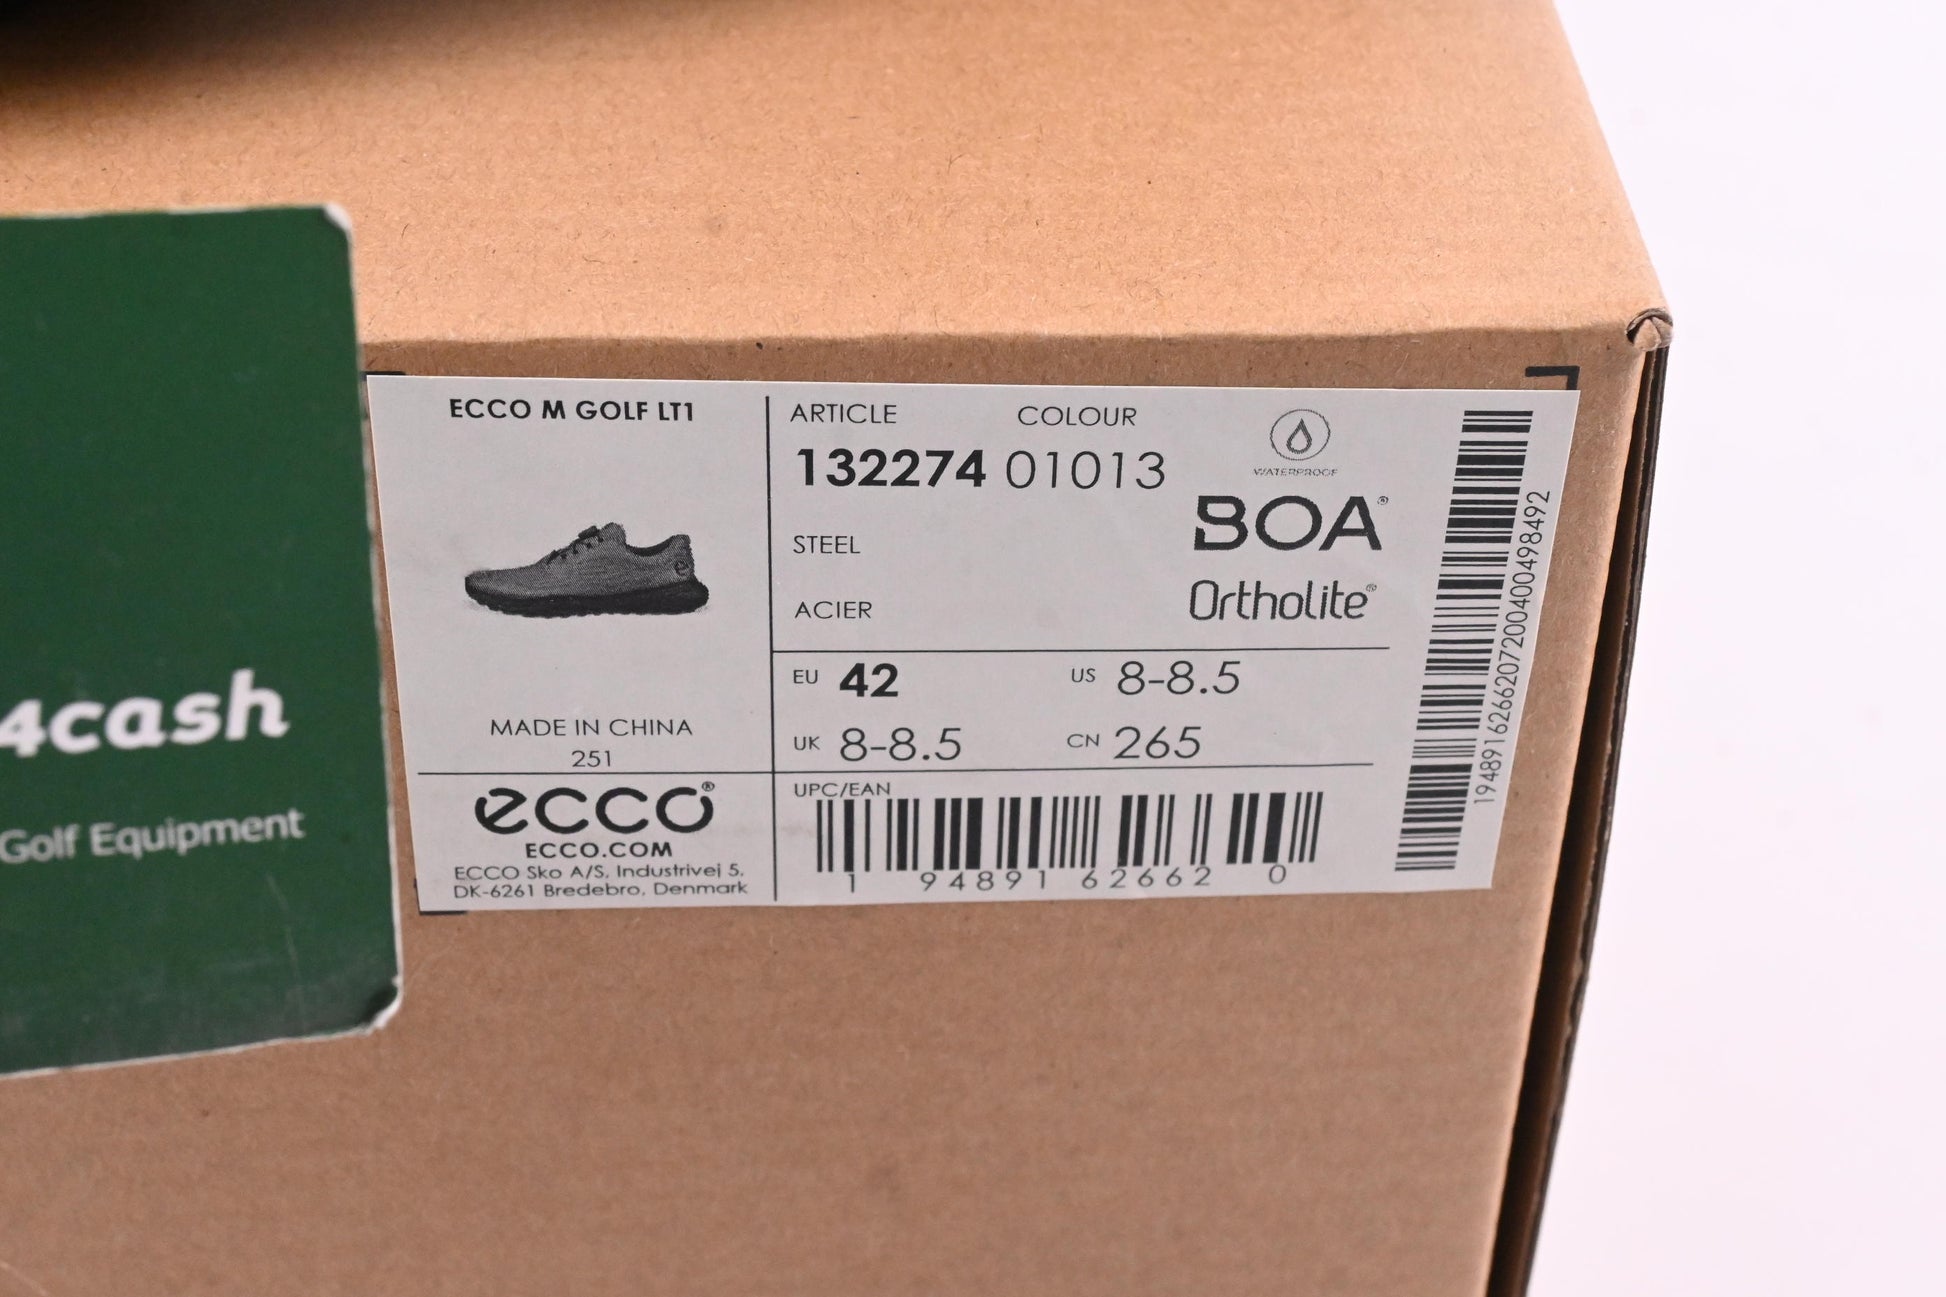 4cash
Golf Equipment
ECCO M GOLF LT1
MADE IN CHINA
251
ecco®
ECCO.COM
ECCO Sko A/S, Industrivej 5,
DK-6261 Bredebro, Denmark
ARTICLE COLOUR
132274 01013
STEEL
ACIER
WATERPROOF
BOA®
Ortholite®
EU 42 US 8-8.5
UK 8-8.5 CN 265
UPC/EAN
1 94891 62662 0
1948916266207200400498492